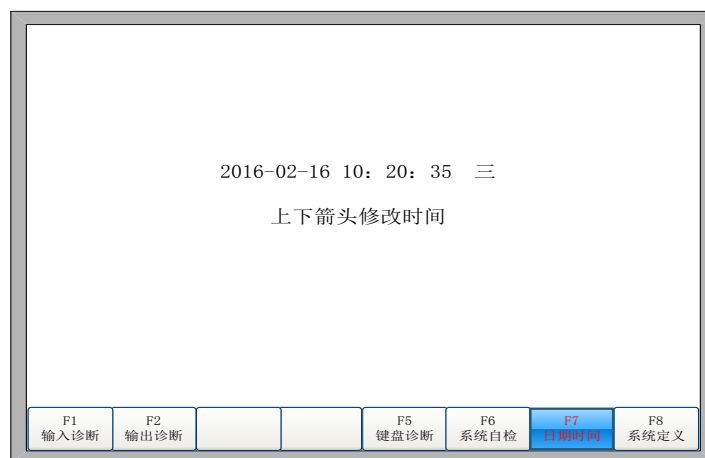 2016-02-16 10：20：35 三
上下箭头修改时间
F1
输入诊断
F2
输出诊断
F5
键盘诊断
F6
系统自检
F7
日期时间
F8
系统定义